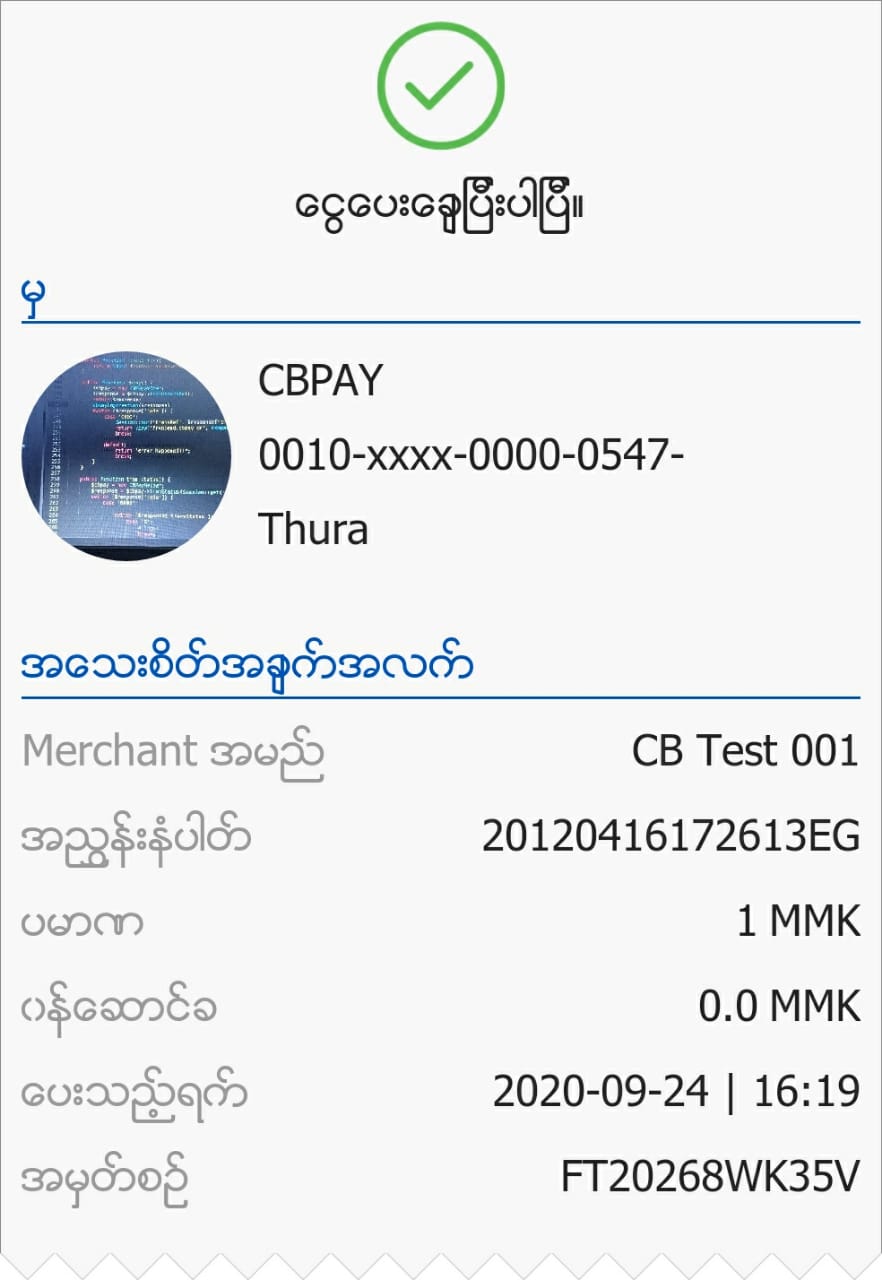 ငွေပေးချေပြီးပါပြီ။
မှ
CBPAY
0010-xxxx-0000-0547-
Thura
အသေးစိတ်အချက်အလက်
Merchant အမည် CB Test 001
အညွှန်းနံပါတ်20120416172613EG
ပမာဏ 1 MMK
ဝန်ဆောင်ခ 0.0 MMK
ပေးသည့်ရက် 2020-09-24 | 16:19
အမှတ်စဉ် FT20268WK35V